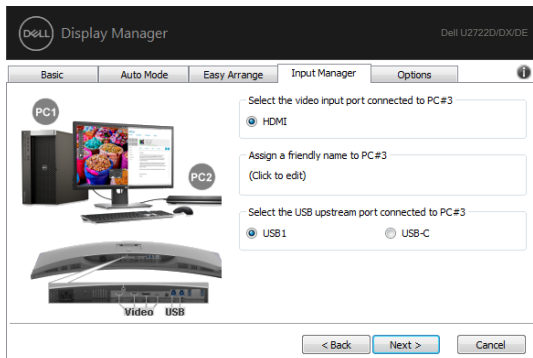 DELL Display Manager
Dell U2722D/DX/DE
Basic Auto Mode Easy Arrange Input Manager Options
PC1
PC2
Video USB
Select the video input port connected to PC#3
HDMI
Assign a friendly name to PC#3
(Click to edit)
Select the USB upstream port connected to PC#3
USB1 USB-C
< Back Next > Cancel